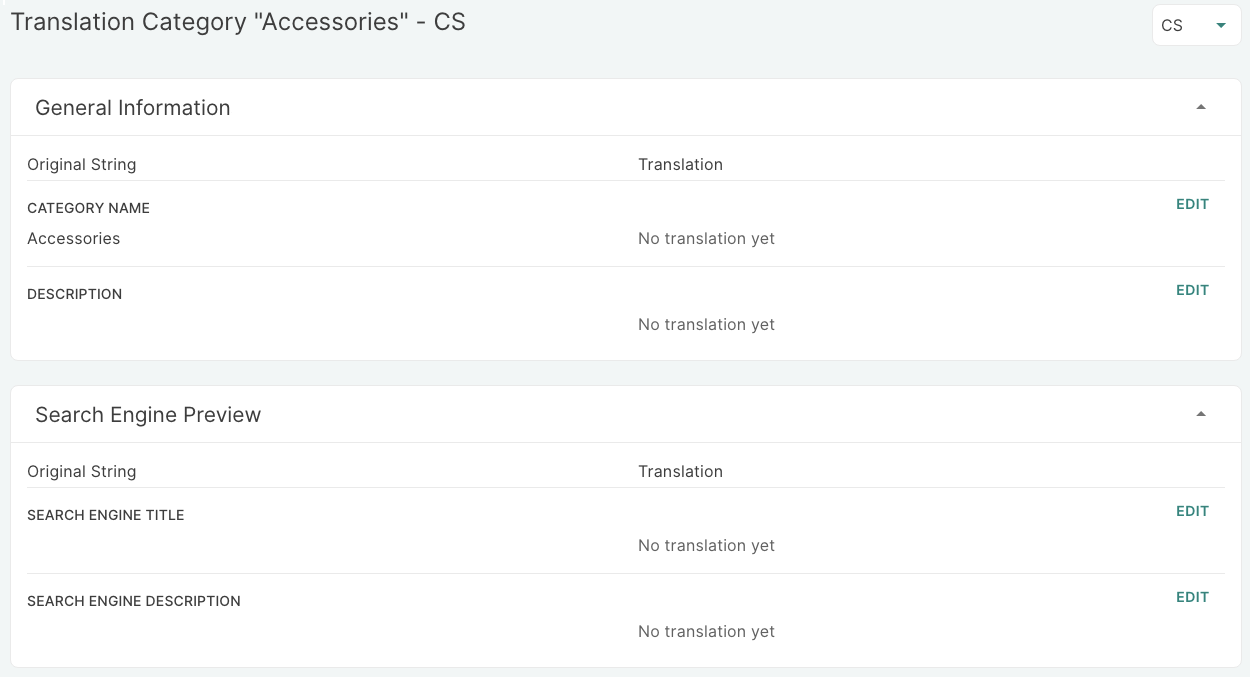 Translation Category "Accessories" - CS
CS
General Information
Original String Translation
CATEGORY NAME EDIT
Accessories No translation yet
DESCRIPTION EDIT
No translation yet
Search Engine Preview
Original String Translation
SEARCH ENGINE TITLE EDIT
No translation yet
SEARCH ENGINE DESCRIPTION EDIT
No translation yet